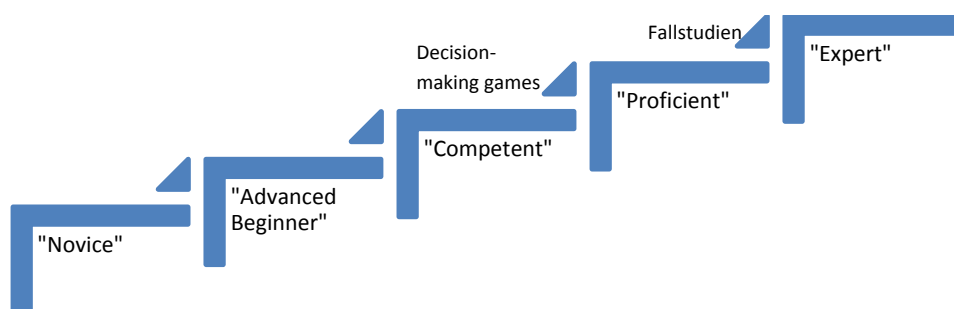 Fallstudien
"Expert"
Decision-
making games
"Proficient"
"Competent"
"Advanced
Beginner"
"Novice"